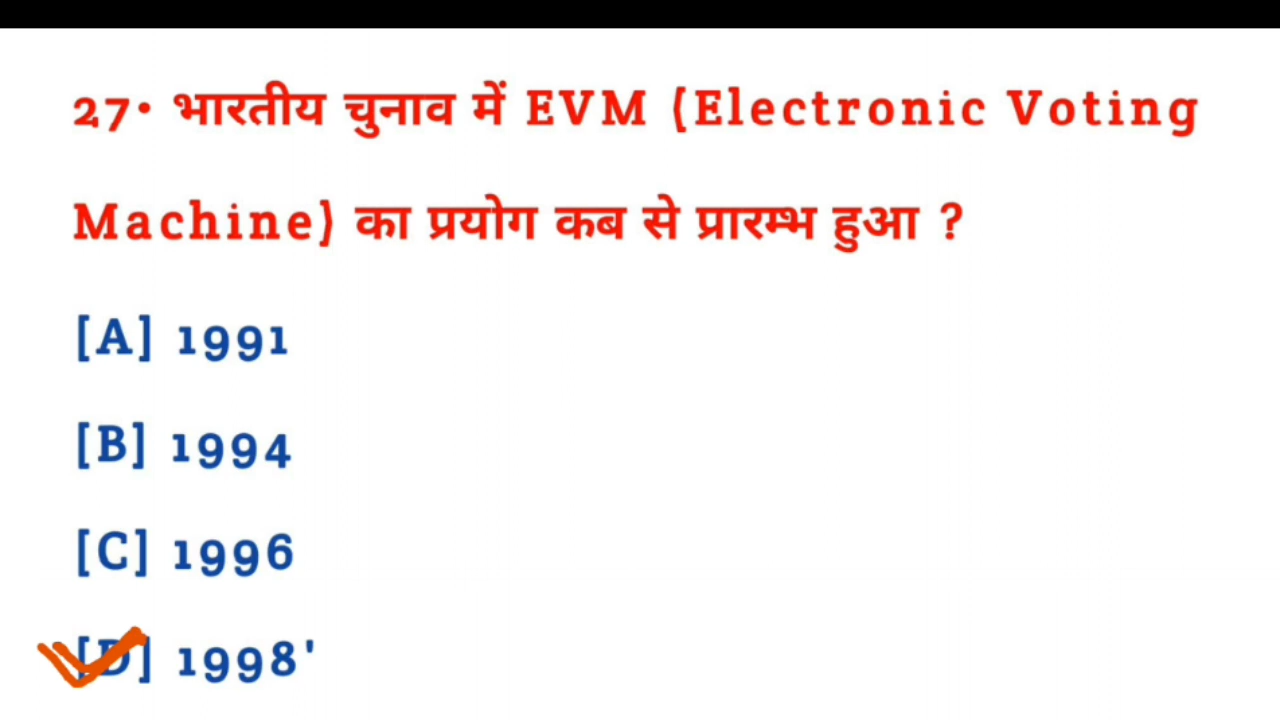 27• भारतीय चुनाव में EVM (Electronic Voting
Machine) का प्रयोग कब से प्रारम्भ हुआ ?
[A] 1991
[B] 1994
[C] 1996
[D] 1998'